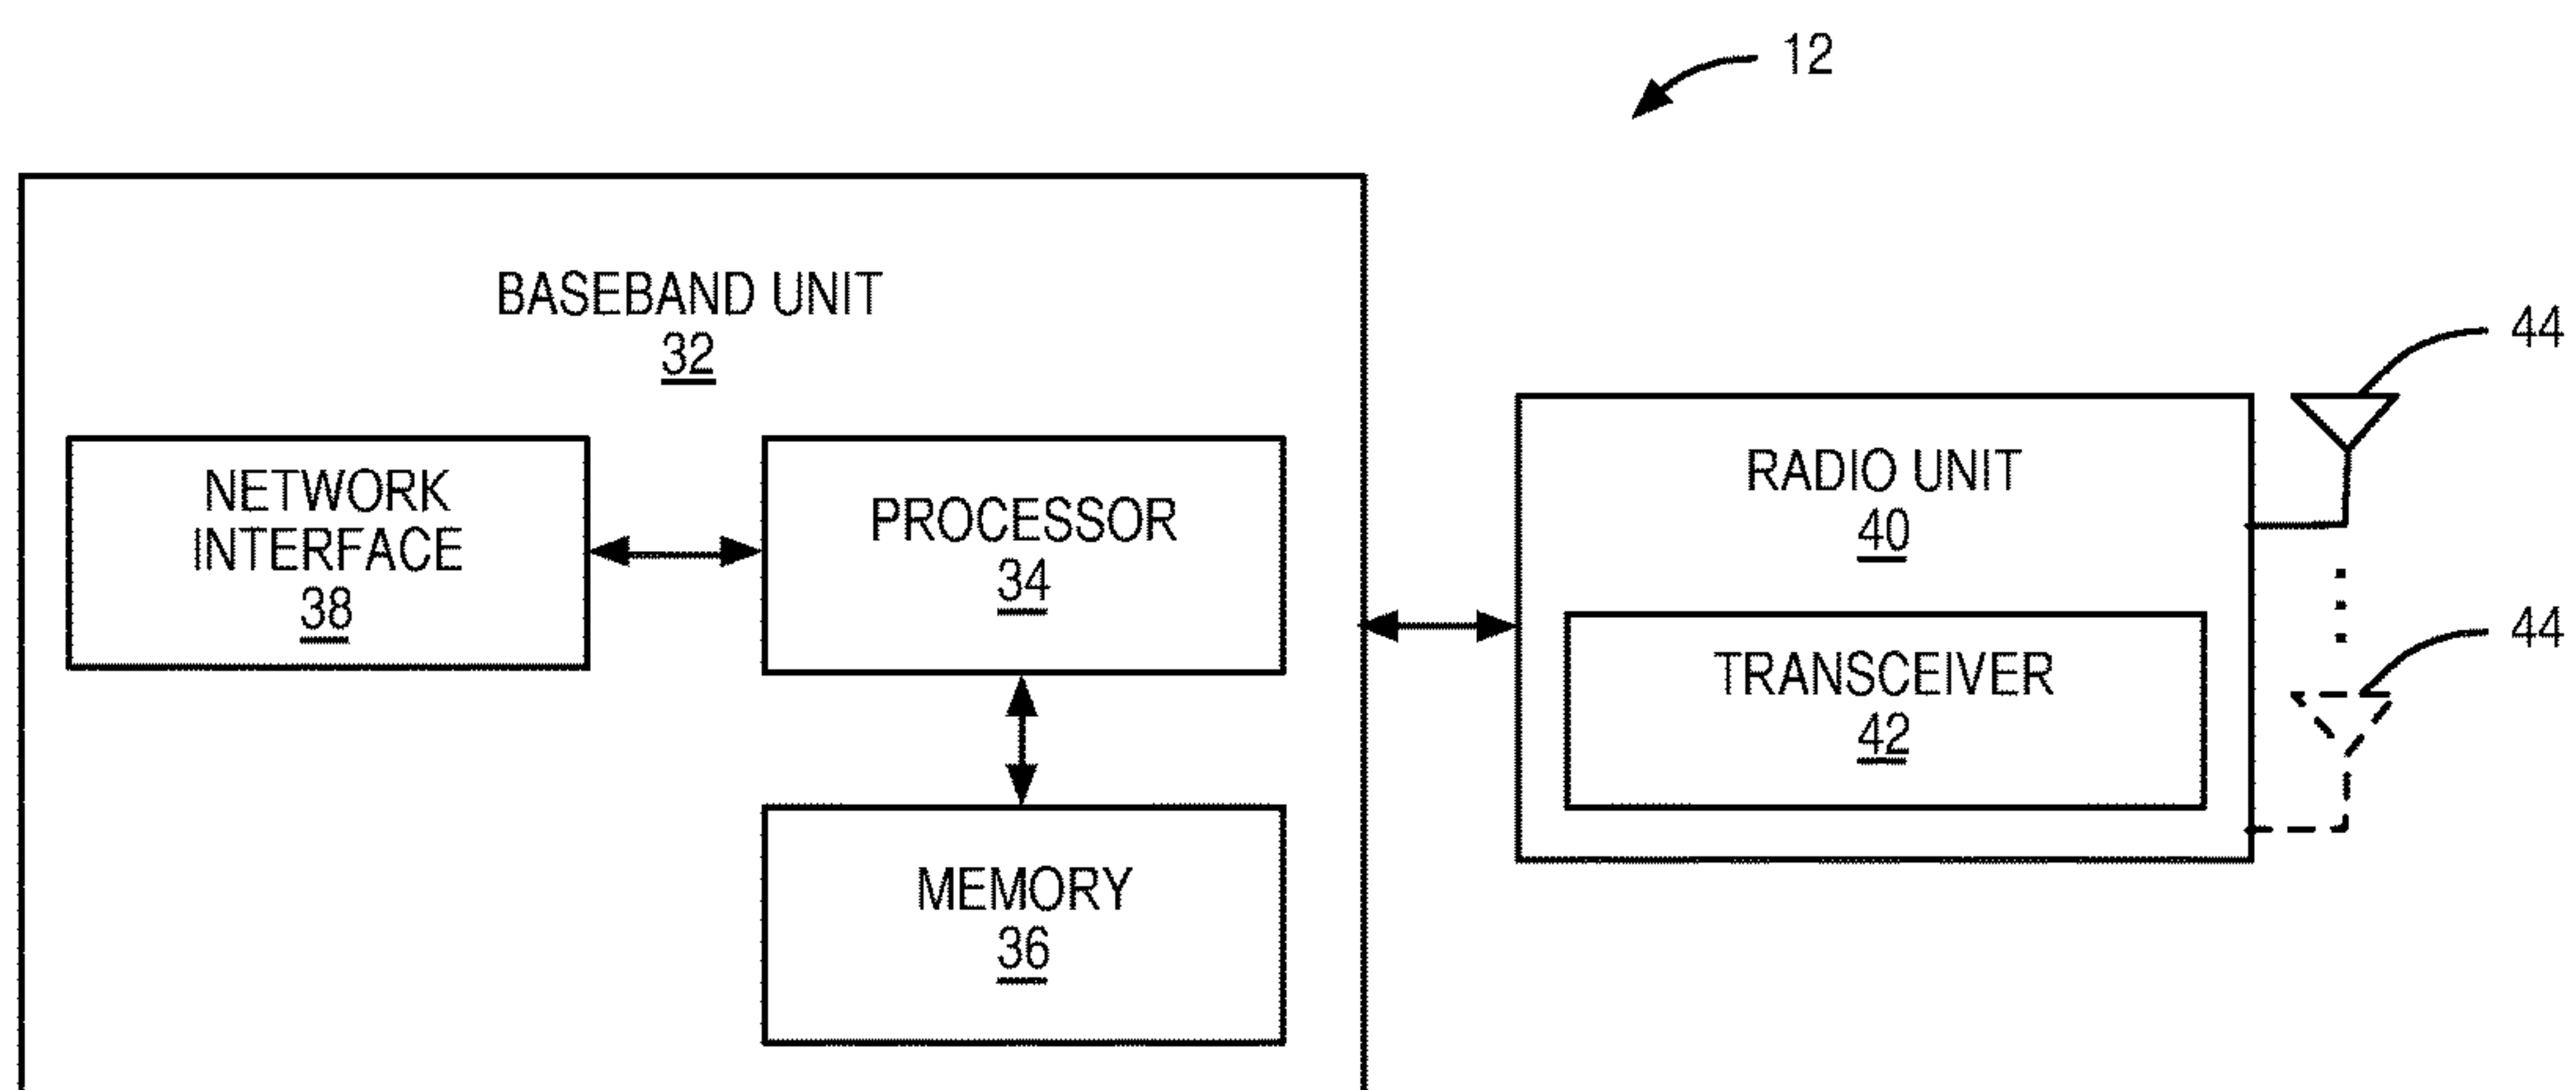 12
BASEBAND UNIT
32
NETWORK
INTERFACE
38
PROCESSOR
34
MEMORY
36
RADIO UNIT
40
TRANSCEIVER
42
44
44